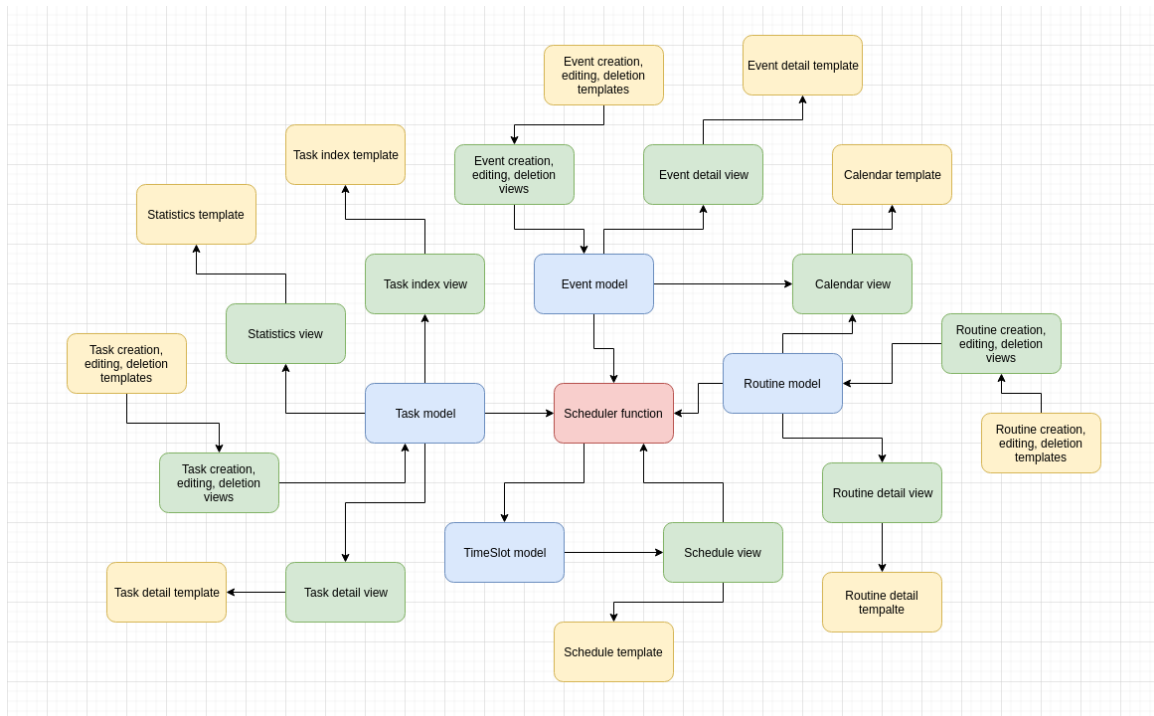 Event creation,
editing, deletion
templates
Event detail template
Task index template
Event creation,
editing, deletion
views
Event detail view
Calendar template
Statistics template
Task index view
Event model
Calendar view
Statistics view
Routine creation,
editing, deletion
views
Task creation,
editing, deletion
templates
Task model
Scheduler function
Routine model
Routine creation,
editing, deletion
templates
Task creation,
editing, deletion
views
Routine detail view
TimeSlot model
Schedule view
Task detail template
Task detail view
Routine detail
tempalte
Schedule template